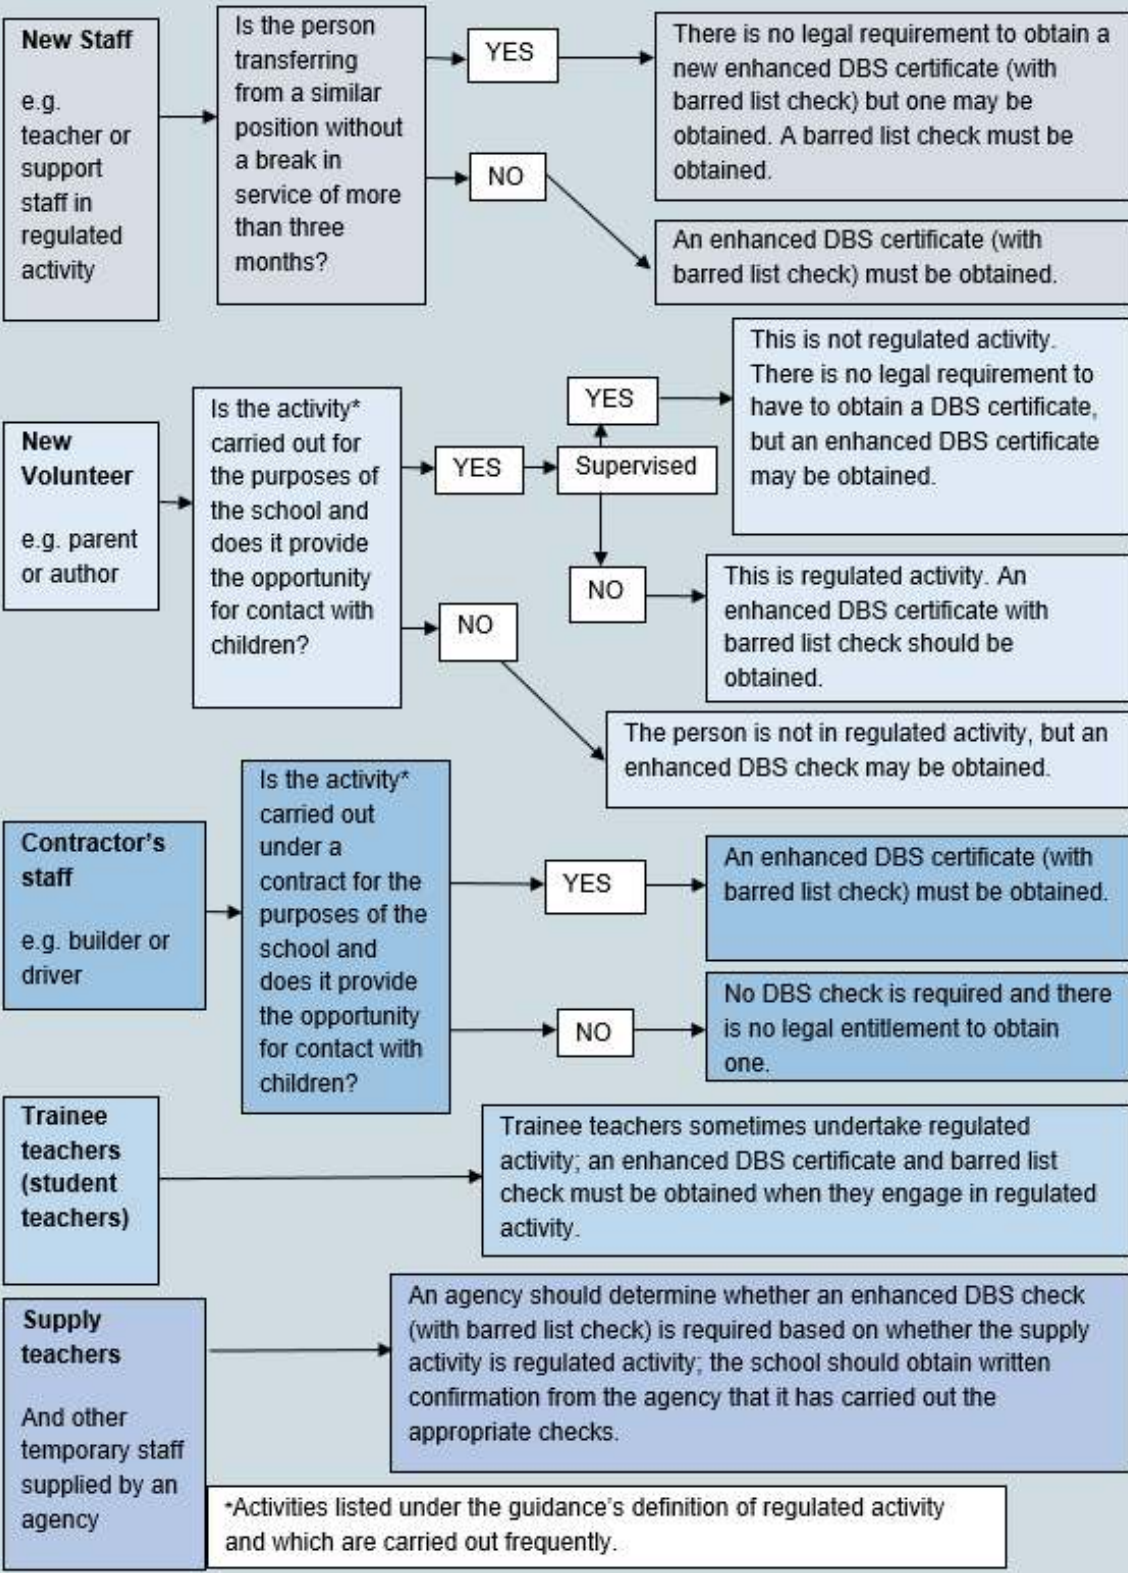 New Staff
e.g.
teacher or
support
staff in
regulated
activity
Is the person
transferring
from a similar
position without
a break in
service of more
than three
months?
YES
There is no legal requirement to obtain a
new enhanced DBS certificate (with
barred list check) but one may be
obtained. A barred list check must be
obtained.
NO
An enhanced DBS certificate (with
barred list check) must be obtained.
New
Volunteer
e.g. parent
or author
Is the activity*
carried out for
the purposes of
the school and
does it provide
the opportunity
for contact with
children?
YES
Supervised
YES
This is not regulated activity.
There is no legal requirement to
have to obtain a DBS certificate,
but an enhanced DBS certificate
may be obtained.
NO
This is regulated activity. An
enhanced DBS certificate with
barred list check should be
obtained.
NO
The person is not in regulated activity, but an
enhanced DBS check may be obtained.
Contractor's
staff
e.g. builder or
driver
Is the activity*
carried out
under a
contract for the
purposes of the
school and
does it provide
the opportunity
for contact with
children?
YES
An enhanced DBS certificate (with
barred list check) must be obtained.
NO
No DBS check is required and there
is no legal entitlement to obtain
one.
Trainee
teachers
(student
teachers)
Trainee teachers sometimes undertake regulated
activity; an enhanced DBS certificate and barred list
check must be obtained when they engage in regulated
activity.
Supply
teachers
And other
temporary staff
supplied by an
agency
An agency should determine whether an enhanced DBS check
(with barred list check) is required based on whether the supply
activity is regulated activity; the school should obtain written
confirmation from the agency that it has carried out the
appropriate checks.
*Activities listed under the guidance's definition of regulated activity
and which are carried out frequently.